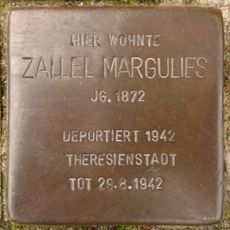 HIER WOHNTE
ZALLEL MARGULIES
JG. 1872
DEPORTIERT 1942
THERESIENSTADT
TOT 29.8.1942